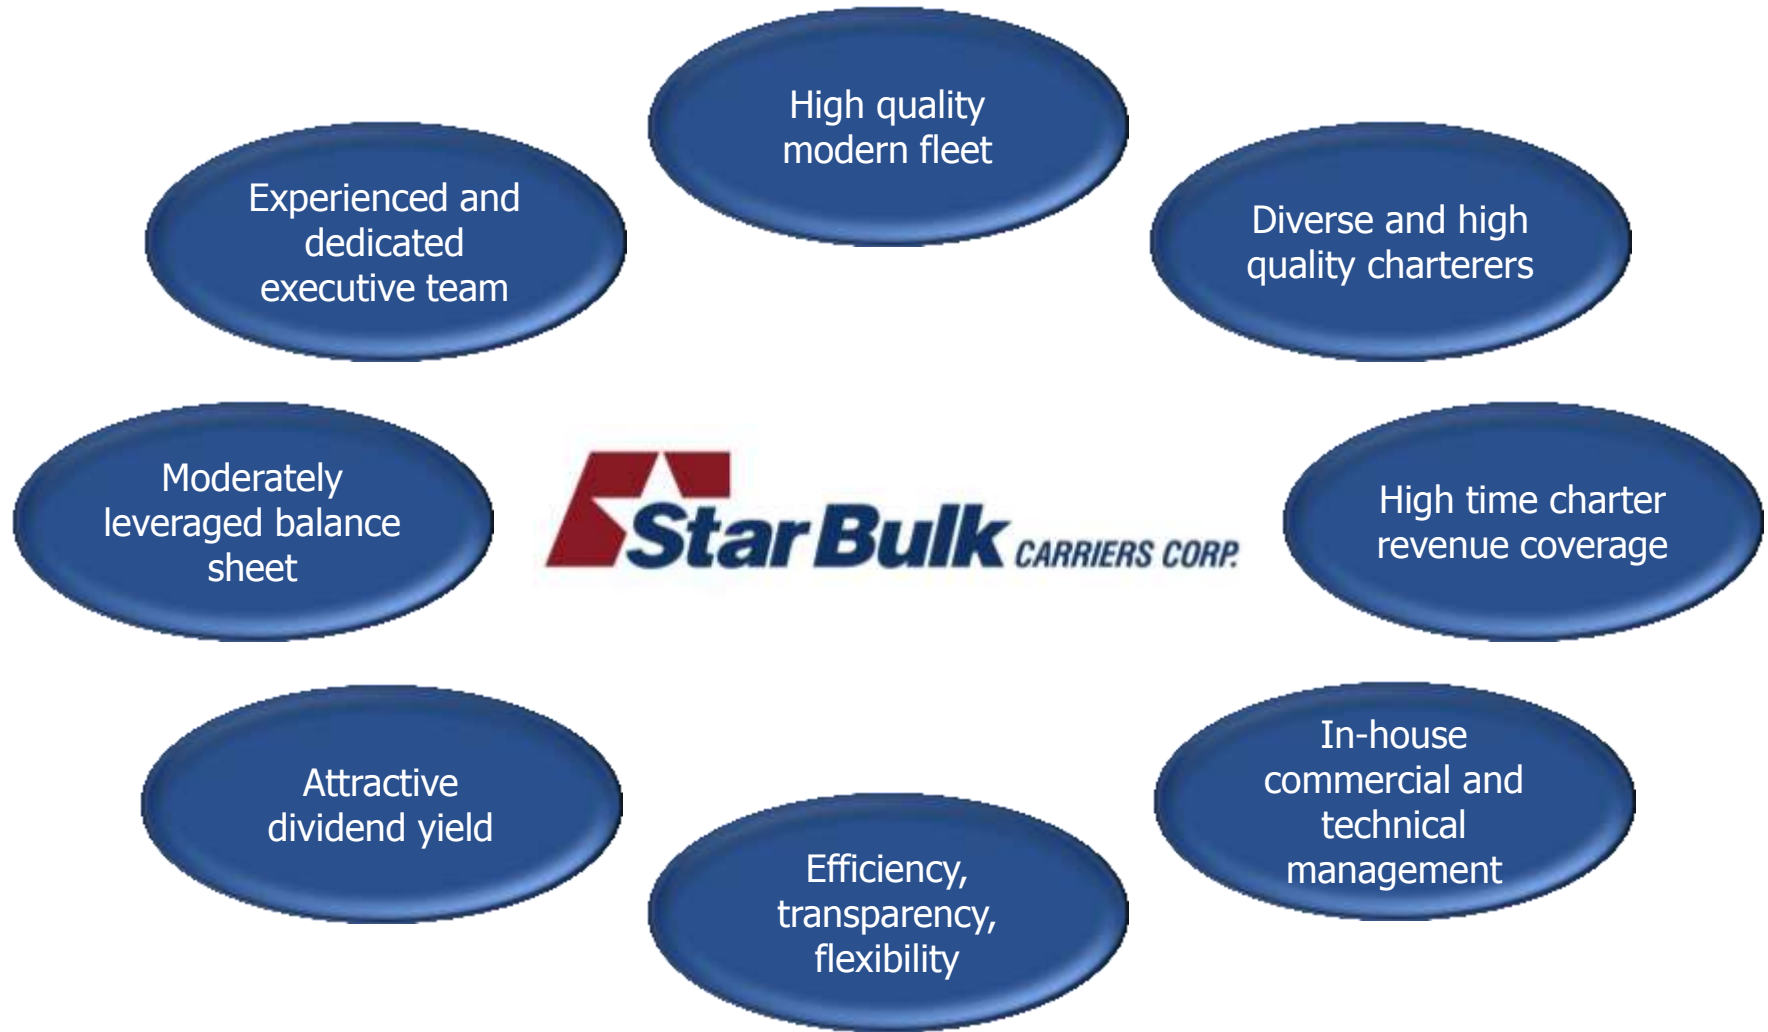 High quality
modern fleet
Experienced and
dedicated
executive team
Diverse and high
quality charterers
Moderately
leveraged balance
sheet
Star Bulk CARRIERS CORP.
High time charter
revenue coverage
Attractive
dividend yield
In-house
commercial and
technical
management
Efficiency,
transparency,
flexibility